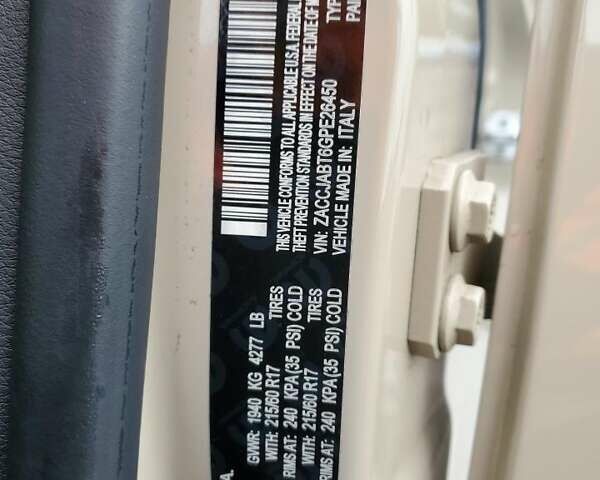 THIS VEHICLE CONFORMS TO ALL APPLICABLE U.S.A. FEDERAL
THEFT PREVENTION STANDARDS IN EFFECT ON THE DATE OF
VIN: ZACCJABT6GPE26450
VEHICLE MADE IN: ITALY
TYP
PAI
GVWR: 1940 KG 4277 LB
WITH: 215/60 R17 TIRES
RIMS AT: 240 KPA(35 PSI) COLD
WITH: 215/60 R17 TIRES
RIMS AT: 240 KPA(35 PSI) COLD